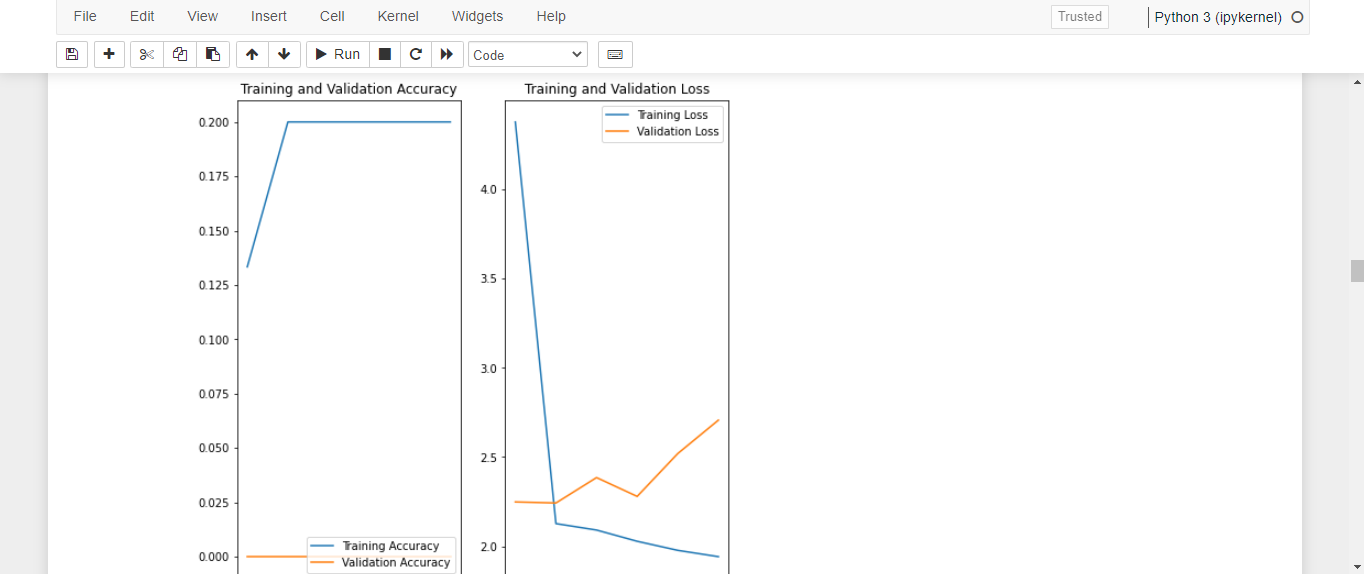 File Edit View Insert Cell Kernel Widgets Help Trusted Python 3 (ipykernel)
Run Code
Training and Validation Accuracy
0.200
0.175
0.150
0.125
0.100
0.075
0.050
0.025
0.000
Training Accuracy
Validation Accuracy
Training and Validation Loss
Training Loss
Validation Loss
4.0
3.5
3.0
2.5
2.0